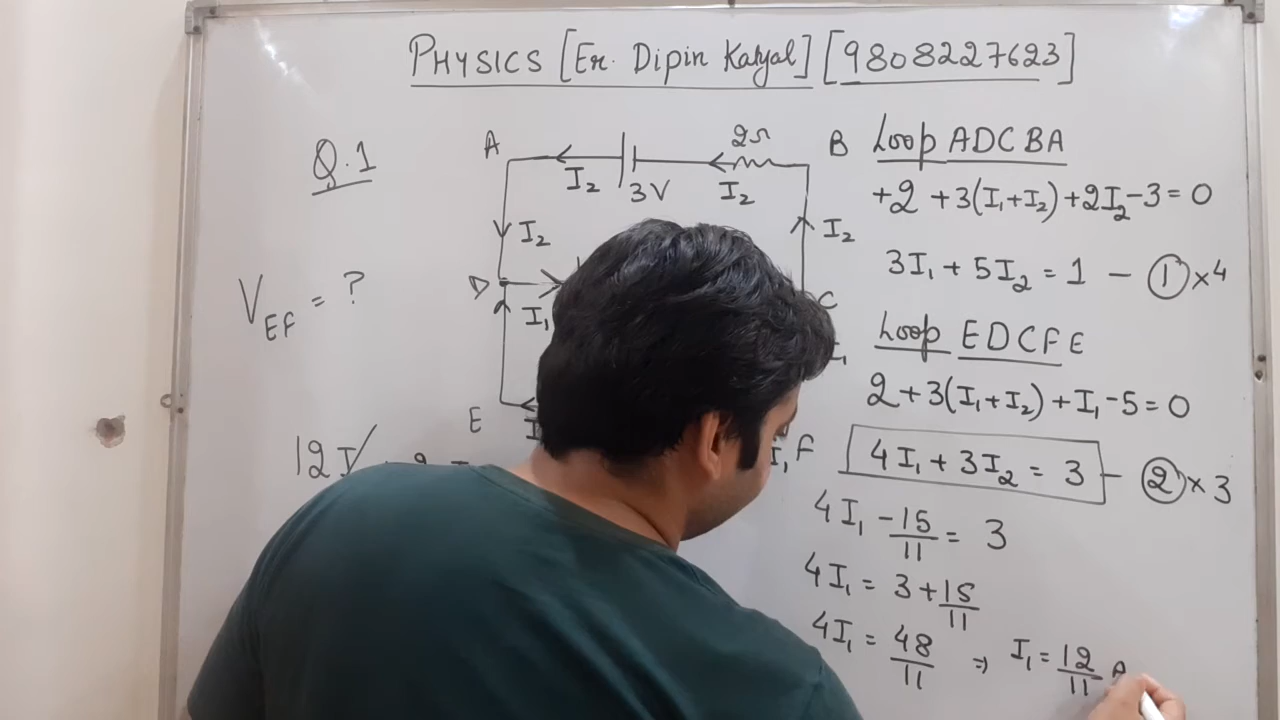 PHYSICS [Er. Dipin Katyal] [9808227623]
Q.1
V_EF = ?
A
B
2Ω
I₂
3V
I₂
I₂
I₂
D
C
I₁
E
F
I₁
12I
Loop ADCBA
+2 +3(I₁+I₂)+2I₂-3=0
3I₁+5I₂=1 - ①×4
Loop EDCFE
2+3(I₁+I₂)+I₁-5=0
4I₁+3I₂=3 - ②×3
4I₁ -15/11 = 3
4I₁ = 3+15/11
4I₁ = 48/11 ⇒ I₁=12/11 A